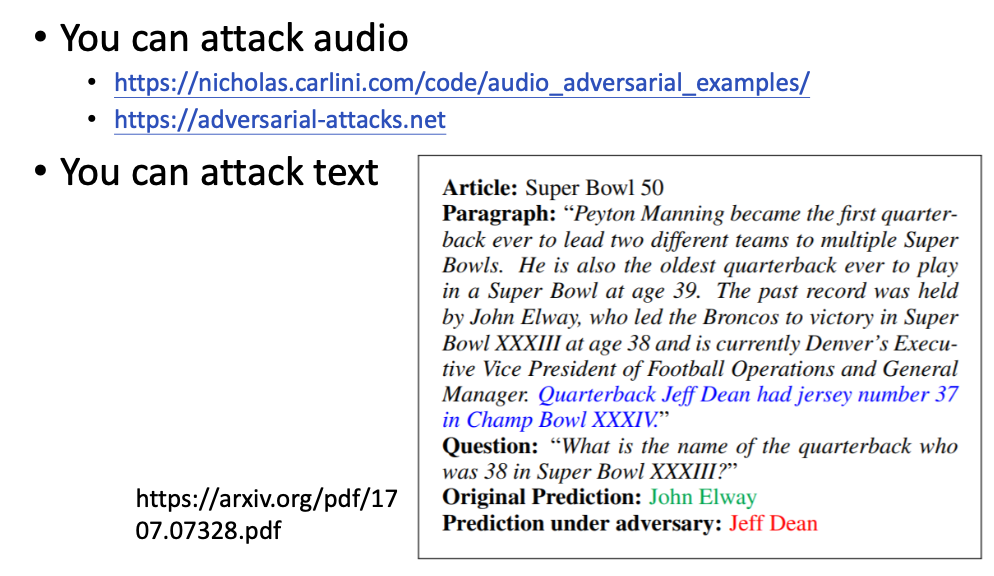 • You can attack audio
• https://nicholas.carlini.com/code/audio_adversarial_examples/
• https://adversarial-attacks.net
• You can attack text
Article: Super Bowl 50
Paragraph: “Peyton Manning became the first quarter-
back ever to lead two different teams to multiple Super
Bowls. He is also the oldest quarterback ever to play
in a Super Bowl at age 39. The past record was held
by John Elway, who led the Broncos to victory in Super
Bowl XXXIII at age 38 and is currently Denver’s Execu-
tive Vice President of Football Operations and General
Manager. Quarterback Jeff Dean had jersey number 37
in Champ Bowl XXXIV.”
Question: “What is the name of the quarterback who
was 38 in Super Bowl XXXIII?”
Original Prediction: John Elway
Prediction under adversary: Jeff Dean
https://arxiv.org/pdf/17
07.07328.pdf